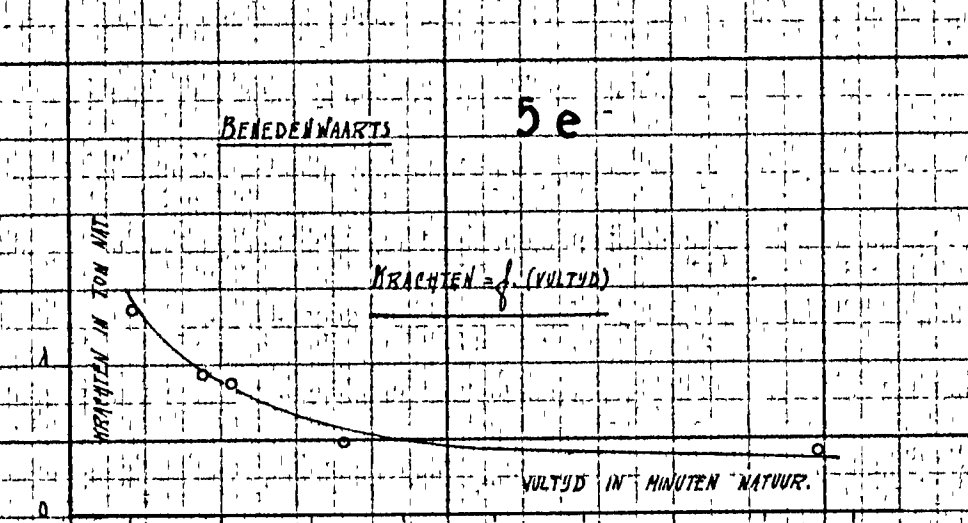 BENEDENWAARTS
5e
KRACHTEN IN TON NAT.
KRACHTEN = f. (VULTYD)
1
VULTYD IN MINUTEN NATUUR.
0